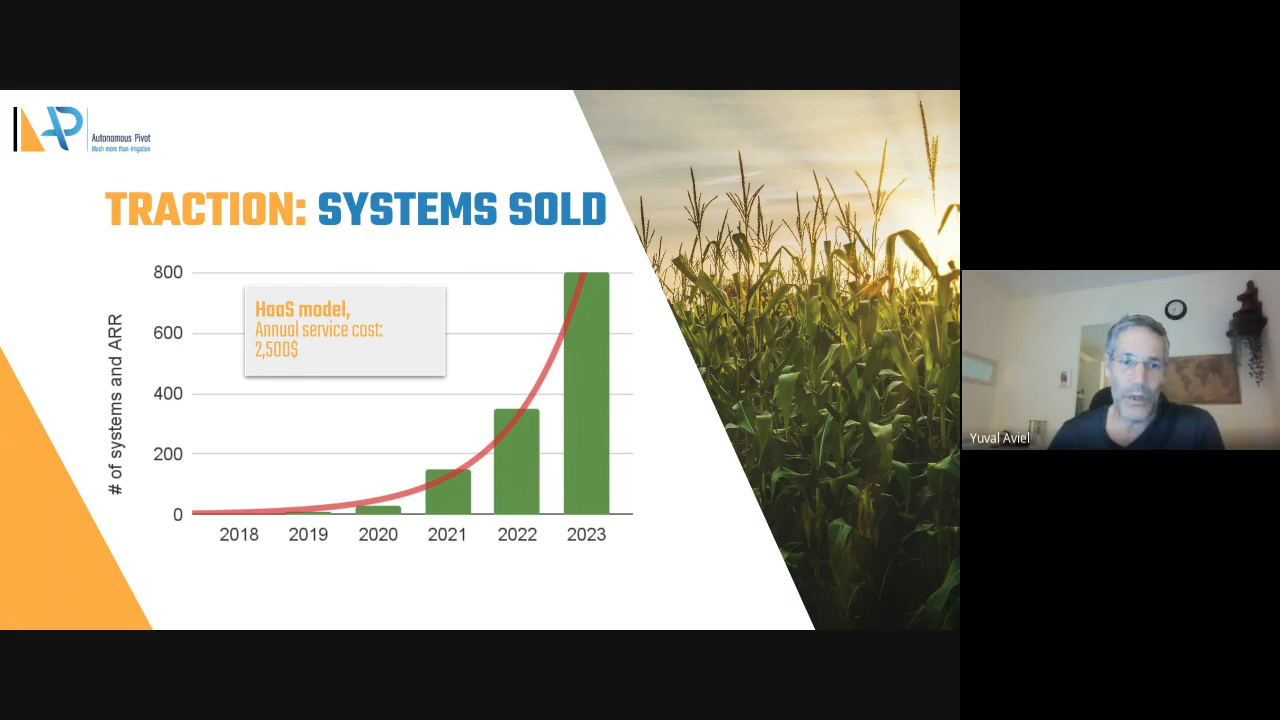 Autonomous Pivot
Much more than irrigation
TRACTION: SYSTEMS SOLD
# of systems and ARR
800
600
400
200
0
HaaS model,
Annual service cost:
2,500$
2018 2019 2020 2021 2022 2023
Yuval Aviel